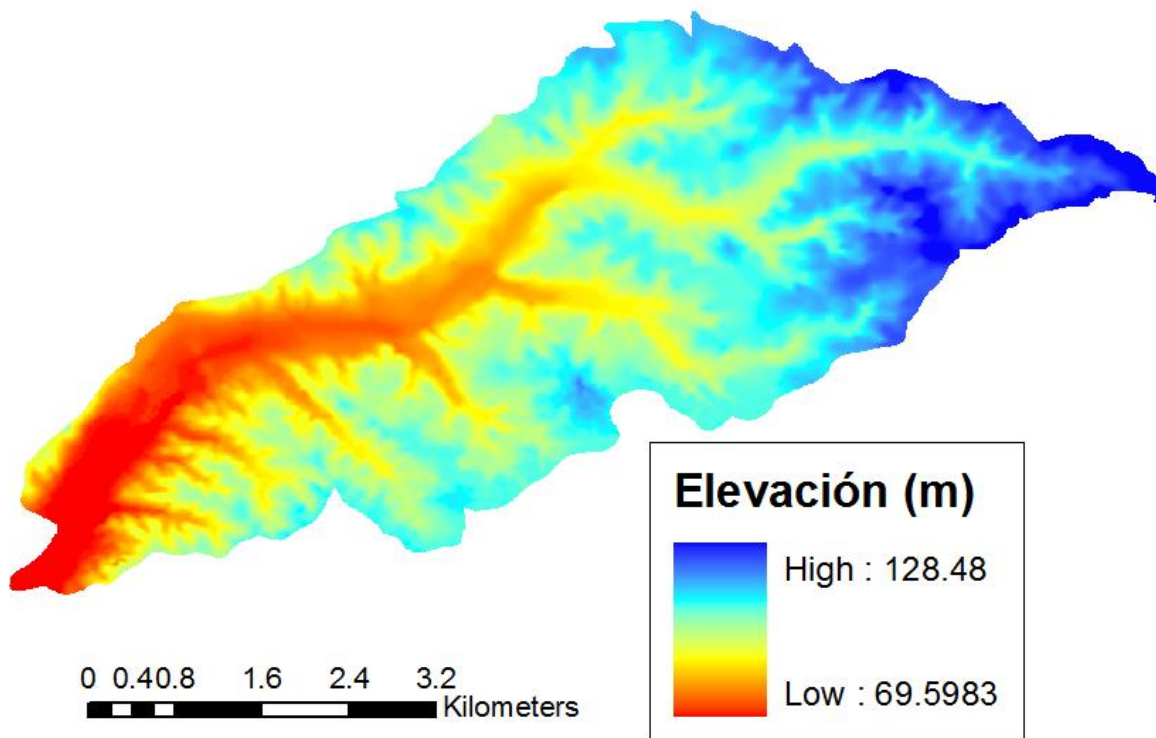 Elevación (m)
High : 128.48
Low : 69.5983
0 0.40.8 1.6 2.4 3.2
Kilometers